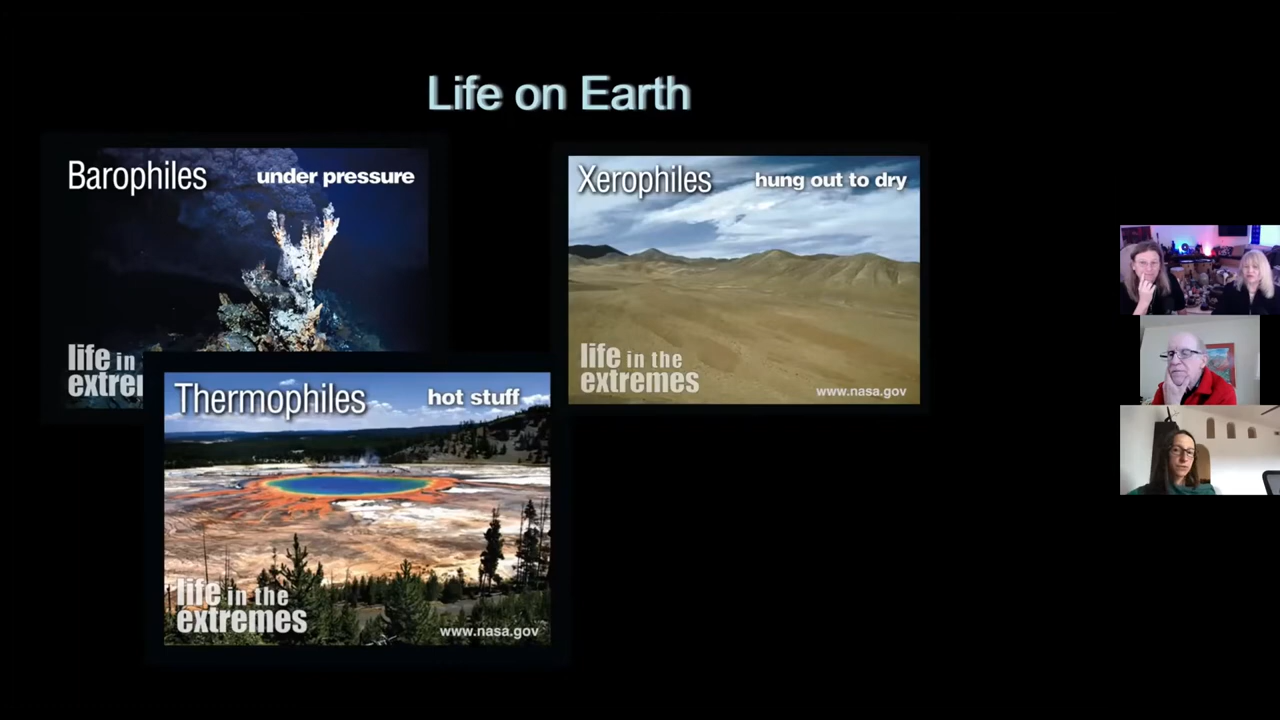 Life on Earth
Barophiles
under pressure
life in
extrer
Xerophiles
hung out to dry
life in the
extremes
www.nasa.gov
Thermophiles
hot stuff
life in the
extremes
www.nasa.gov